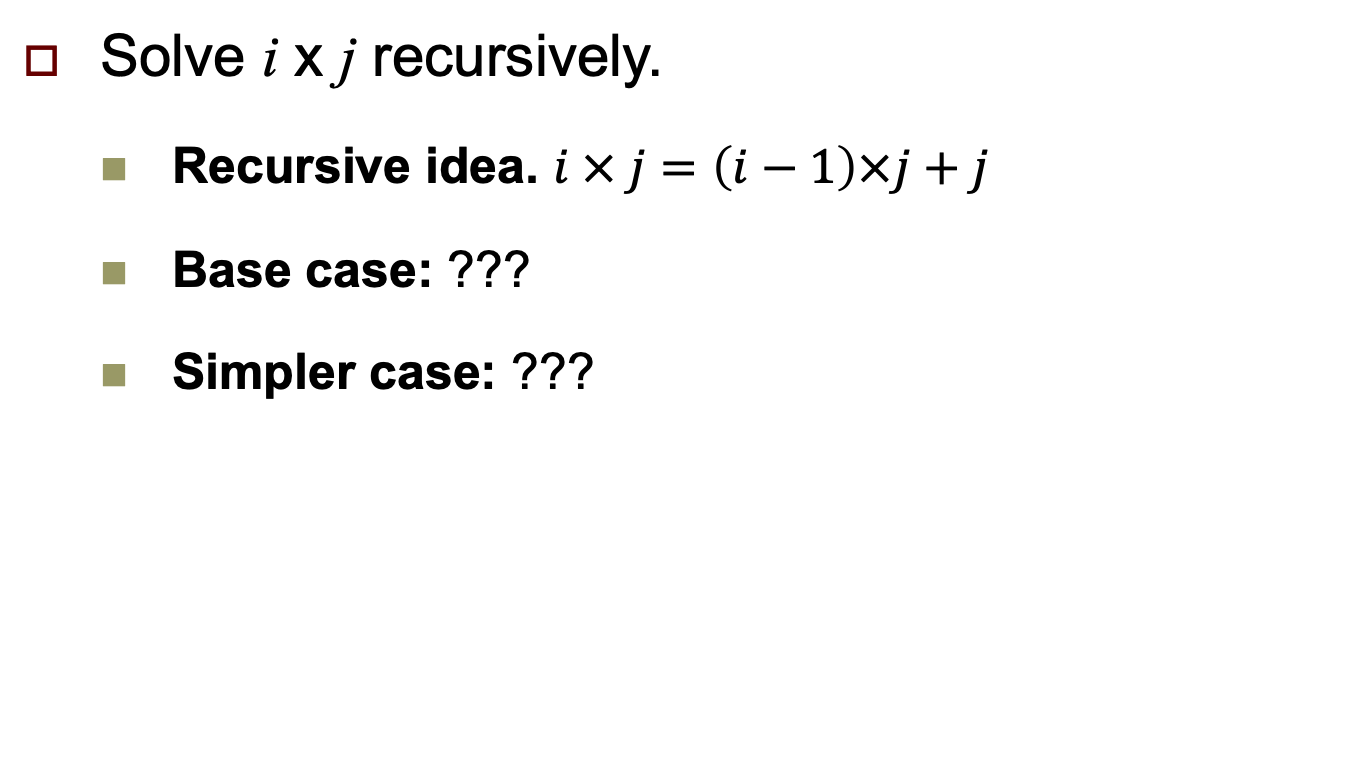 Solve i x j recursively.
Recursive idea. i × j = (i − 1)×j + j
Base case: ???
Simpler case: ???